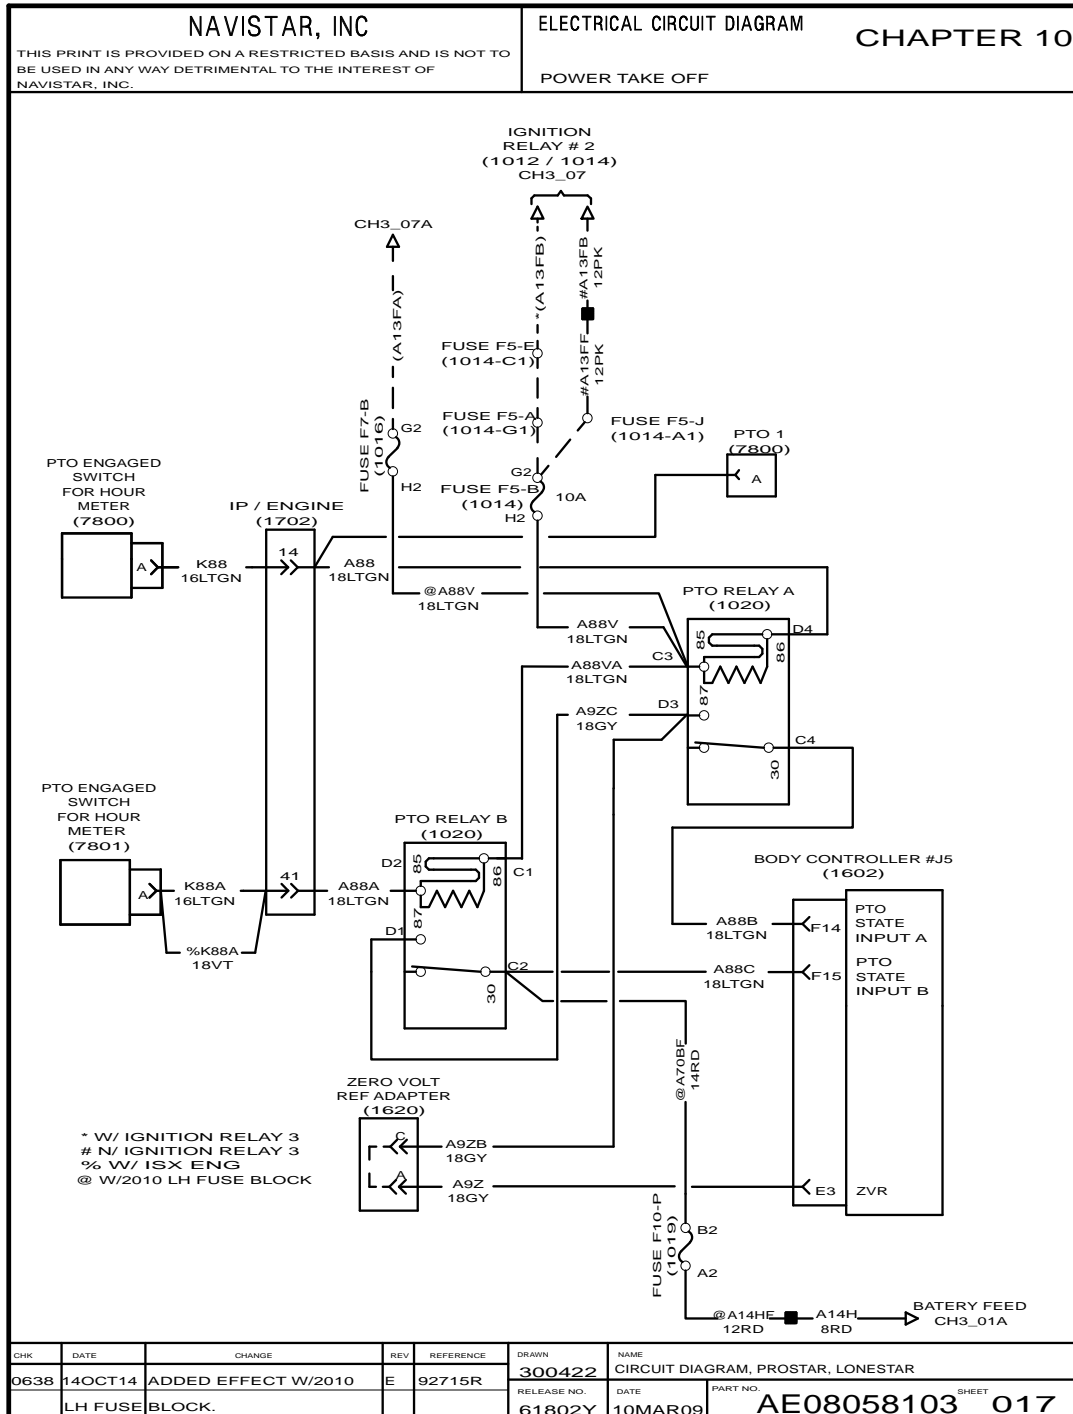 NAVISTAR, INC
THIS PRINT IS PROVIDED ON A RESTRICTED BASIS AND IS NOT TO
BE USED IN ANY WAY DETRIMENTAL TO THE INTEREST OF
NAVISTAR, INC.
ELECTRICAL CIRCUIT DIAGRAM
CHAPTER 10
POWER TAKE OFF
IGNITION
RELAY # 2
(1012 / 1014)
CH3_07
CH3_07A
(A13FA)
*(A13FB)
#A13FB
12PK
FUSE F5-E
(1014-C1)
#A13FF
12PK
FUSE F7-B
(1016)
G2
H2
FUSE F5-A
(1014-G1)
FUSE F5-J
(1014-A1)
PTO 1
(7800)
A
G2
FUSE F5-B
(1014)
10A
H2
PTO ENGAGED
SWITCH
FOR HOUR
METER
(7800)
A
K88
16LTGN
IP / ENGINE
(1702)
14
A88
18LTGN
@A88V
18LTGN
PTO RELAY A
(1020)
A88V
18LTGN
85
86
D4
C3
A88VA
18LTGN
87
D3
A9ZC
18GY
C4
30
PTO ENGAGED
SWITCH
FOR HOUR
METER
(7801)
A
K88A
16LTGN
%K88A
18VT
41
A88A
18LTGN
PTO RELAY B
(1020)
D2
85
86
C1
87
D1
C2
30
BODY CONTROLLER #J5
(1602)
A88B
18LTGN
F14
PTO
STATE
INPUT A
A88C
18LTGN
F15
PTO
STATE
INPUT B
@A70BF
14RD
ZERO VOLT
REF ADAPTER
(1620)
C
A9ZB
18GY
A
A9Z
18GY
E3
ZVR
* W/ IGNITION RELAY 3
# N/ IGNITION RELAY 3
% W/ ISX ENG
@ W/2010 LH FUSE BLOCK
FUSE F10-P
(1019)
B2
A2
@A14HF
12RD
A14H
8RD
BATERY FEED
CH3_01A
CHK
DATE
CHANGE
REV
REFERENCE
0638
14OCT14
ADDED EFFECT W/2010
E
92715R
LH FUSE BLOCK.
DRAWN
300422
NAME
CIRCUIT DIAGRAM, PROSTAR, LONESTAR
RELEASE NO.
61802Y
DATE
10MAR09
PART NO.
AE08058103
SHEET
017